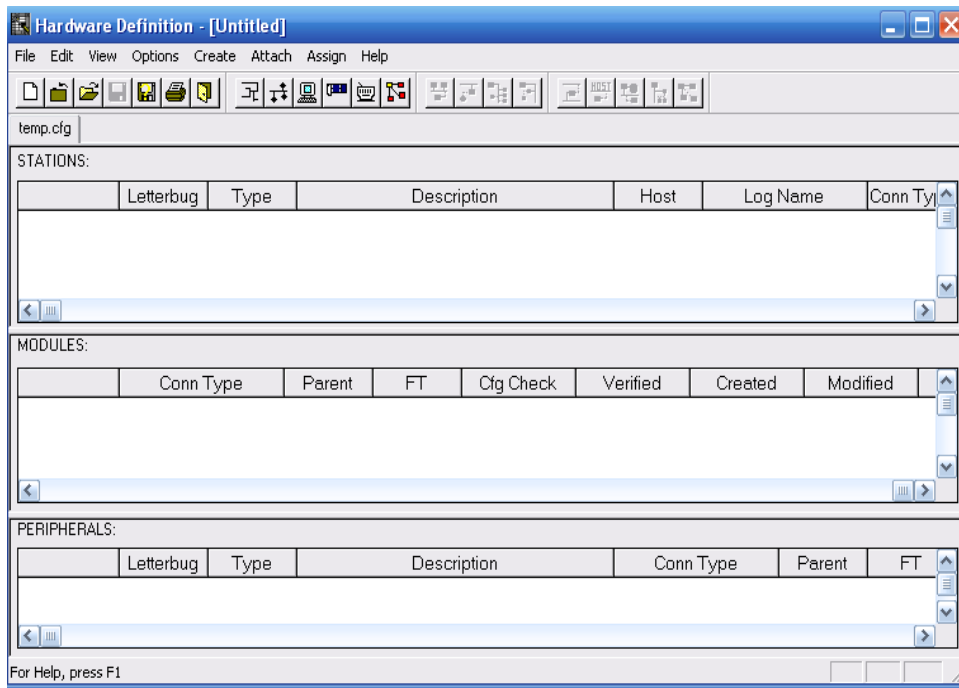 Hardware Definition - [Untitled]
File Edit View Options Create Attach Assign Help
HOST
temp.cfg
STATIONS:
Letterbug Type Description Host Log Name Conn Ty
MODULES:
Conn Type Parent FT Cfg Check Verified Created Modified
PERIPHERALS:
Letterbug Type Description Conn Type Parent FT
For Help, press F1